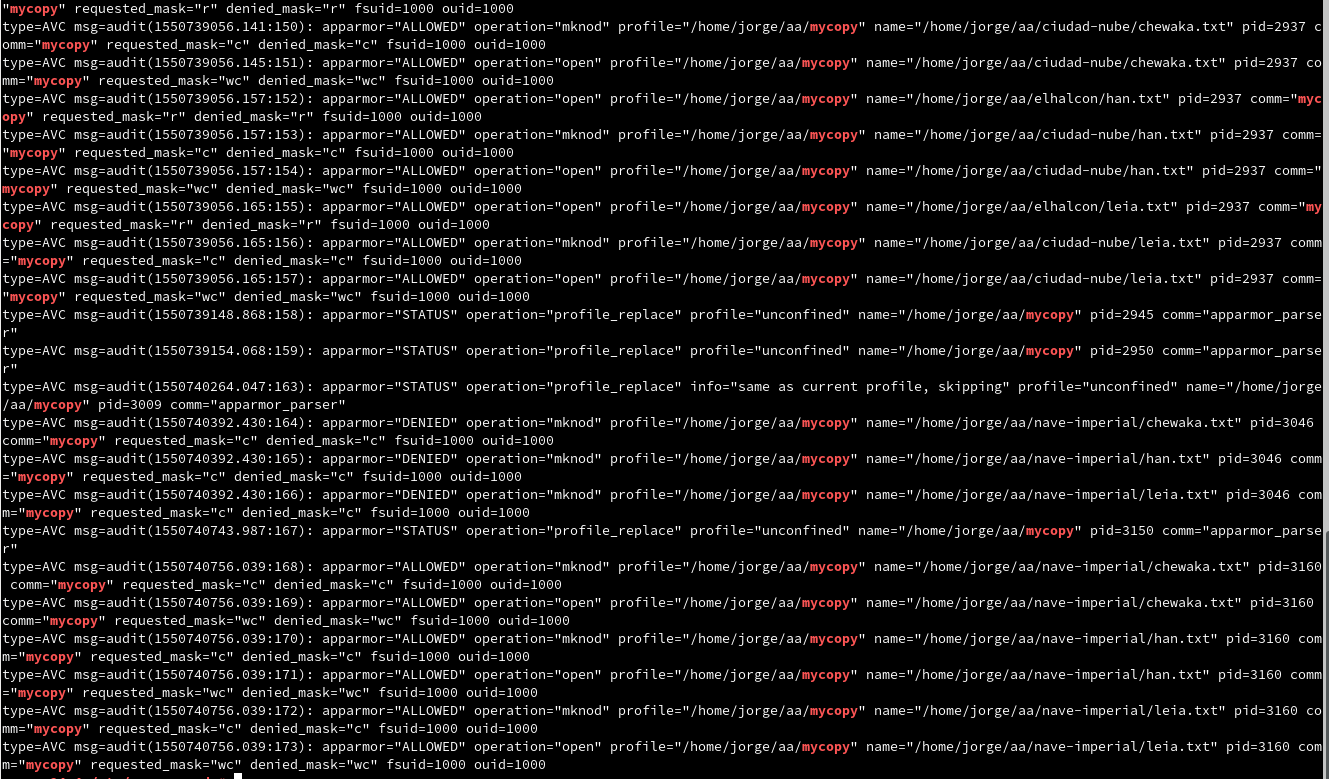 "mycopy" requested_mask="r" denied_mask="r" fsuid=1000 ouid=1000
type=AVC msg=audit(1550739056.141:150): apparmor="ALLOWED" operation="mknod" profile="/home/jorge/aa/mycopy" name="/home/jorge/aa/ciudad-nube/chewaka.txt" pid=2937 c
omm="mycopy" requested_mask="c" denied_mask="c" fsuid=1000 ouid=1000
type=AVC msg=audit(1550739056.145:151): apparmor="ALLOWED" operation="open" profile="/home/jorge/aa/mycopy" name="/home/jorge/aa/ciudad-nube/chewaka.txt" pid=2937 co
mm="mycopy" requested_mask="wc" denied_mask="wc" fsuid=1000 ouid=1000
type=AVC msg=audit(1550739056.157:152): apparmor="ALLOWED" operation="open" profile="/home/jorge/aa/mycopy" name="/home/jorge/aa/elhalcon/han.txt" pid=2937 comm="myc
opy" requested_mask="r" denied_mask="r" fsuid=1000 ouid=1000
type=AVC msg=audit(1550739056.157:153): apparmor="ALLOWED" operation="mknod" profile="/home/jorge/aa/mycopy" name="/home/jorge/aa/ciudad-nube/han.txt" pid=2937 comm=
"mycopy" requested_mask="c" denied_mask="c" fsuid=1000 ouid=1000
type=AVC msg=audit(1550739056.157:154): apparmor="ALLOWED" operation="open" profile="/home/jorge/aa/mycopy" name="/home/jorge/aa/ciudad-nube/han.txt" pid=2937 comm="
mycopy" requested_mask="wc" denied_mask="wc" fsuid=1000 ouid=1000
type=AVC msg=audit(1550739056.165:155): apparmor="ALLOWED" operation="open" profile="/home/jorge/aa/mycopy" name="/home/jorge/aa/elhalcon/leia.txt" pid=2937 comm="my
copy" requested_mask="r" denied_mask="r" fsuid=1000 ouid=1000
type=AVC msg=audit(1550739056.165:156): apparmor="ALLOWED" operation="mknod" profile="/home/jorge/aa/mycopy" name="/home/jorge/aa/ciudad-nube/leia.txt" pid=2937 comm
="mycopy" requested_mask="c" denied_mask="c" fsuid=1000 ouid=1000
type=AVC msg=audit(1550739056.165:157): apparmor="ALLOWED" operation="open" profile="/home/jorge/aa/mycopy" name="/home/jorge/aa/ciudad-nube/leia.txt" pid=2937 comm=
"mycopy" requested_mask="wc" denied_mask="wc" fsuid=1000 ouid=1000
type=AVC msg=audit(1550739148.868:158): apparmor="STATUS" operation="profile_replace" profile="unconfined" name="/home/jorge/aa/mycopy" pid=2945 comm="apparmor_parse
r"
type=AVC msg=audit(1550739154.068:159): apparmor="STATUS" operation="profile_replace" profile="unconfined" name="/home/jorge/aa/mycopy" pid=2950 comm="apparmor_parse
r"
type=AVC msg=audit(1550740264.047:163): apparmor="STATUS" operation="profile_replace" info="same as current profile, skipping" profile="unconfined" name="/home/jorge
/aa/mycopy" pid=3009 comm="apparmor_parser"
type=AVC msg=audit(1550740392.430:164): apparmor="DENIED" operation="mknod" profile="/home/jorge/aa/mycopy" name="/home/jorge/aa/nave-imperial/chewaka.txt" pid=3046
comm="mycopy" requested_mask="c" denied_mask="c" fsuid=1000 ouid=1000
type=AVC msg=audit(1550740392.430:165): apparmor="DENIED" operation="mknod" profile="/home/jorge/aa/mycopy" name="/home/jorge/aa/nave-imperial/han.txt" pid=3046 comm
="mycopy" requested_mask="c" denied_mask="c" fsuid=1000 ouid=1000
type=AVC msg=audit(1550740392.430:166): apparmor="DENIED" operation="mknod" profile="/home/jorge/aa/mycopy" name="/home/jorge/aa/nave-imperial/leia.txt" pid=3046 com
m="mycopy" requested_mask="c" denied_mask="c" fsuid=1000 ouid=1000
type=AVC msg=audit(1550740743.987:167): apparmor="STATUS" operation="profile_replace" profile="unconfined" name="/home/jorge/aa/mycopy" pid=3150 comm="apparmor_parse
r"
type=AVC msg=audit(1550740756.039:168): apparmor="ALLOWED" operation="mknod" profile="/home/jorge/aa/mycopy" name="/home/jorge/aa/nave-imperial/chewaka.txt" pid=3160
 comm="mycopy" requested_mask="c" denied_mask="c" fsuid=1000 ouid=1000
type=AVC msg=audit(1550740756.039:169): apparmor="ALLOWED" operation="open" profile="/home/jorge/aa/mycopy" name="/home/jorge/aa/nave-imperial/chewaka.txt" pid=3160
comm="mycopy" requested_mask="wc" denied_mask="wc" fsuid=1000 ouid=1000
type=AVC msg=audit(1550740756.039:170): apparmor="ALLOWED" operation="mknod" profile="/home/jorge/aa/mycopy" name="/home/jorge/aa/nave-imperial/han.txt" pid=3160 com
m="mycopy" requested_mask="c" denied_mask="c" fsuid=1000 ouid=1000
type=AVC msg=audit(1550740756.039:171): apparmor="ALLOWED" operation="open" profile="/home/jorge/aa/mycopy" name="/home/jorge/aa/nave-imperial/han.txt" pid=3160 comm
="mycopy" requested_mask="wc" denied_mask="wc" fsuid=1000 ouid=1000
type=AVC msg=audit(1550740756.039:172): apparmor="ALLOWED" operation="mknod" profile="/home/jorge/aa/mycopy" name="/home/jorge/aa/nave-imperial/leia.txt" pid=3160 co
mm="mycopy" requested_mask="c" denied_mask="c" fsuid=1000 ouid=1000
type=AVC msg=audit(1550740756.039:173): apparmor="ALLOWED" operation="open" profile="/home/jorge/aa/mycopy" name="/home/jorge/aa/nave-imperial/leia.txt" pid=3160 com
m="mycopy" requested_mask="wc" denied_mask="wc" fsuid=1000 ouid=1000